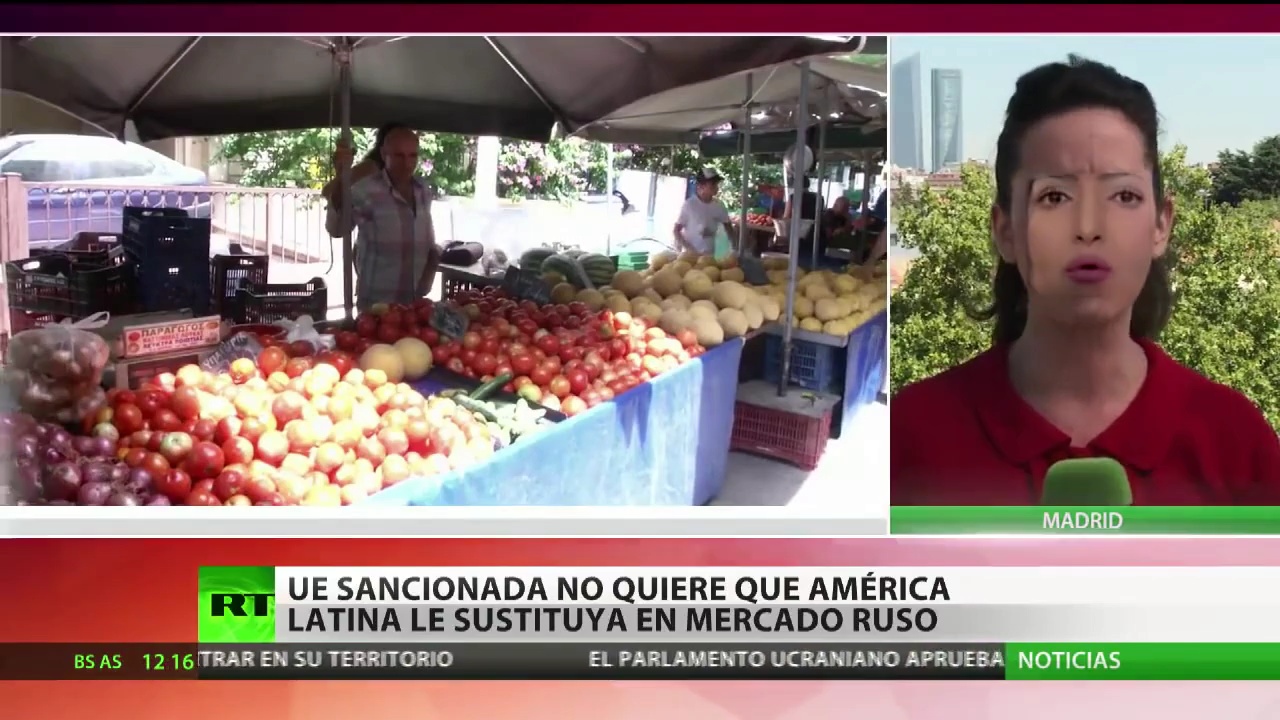 ΠΑΡΑΓΩΓΟΣ
MADRID
RT
UE SANCIONADA NO QUIERE QUE AMÉRICA
LATINA LE SUSTITUYA EN MERCADO RUSO
BS AS 12 16 TRAR EN SU TERRITORIO EL PARLAMENTO UCRANIANO APRUEBA NOTICIAS